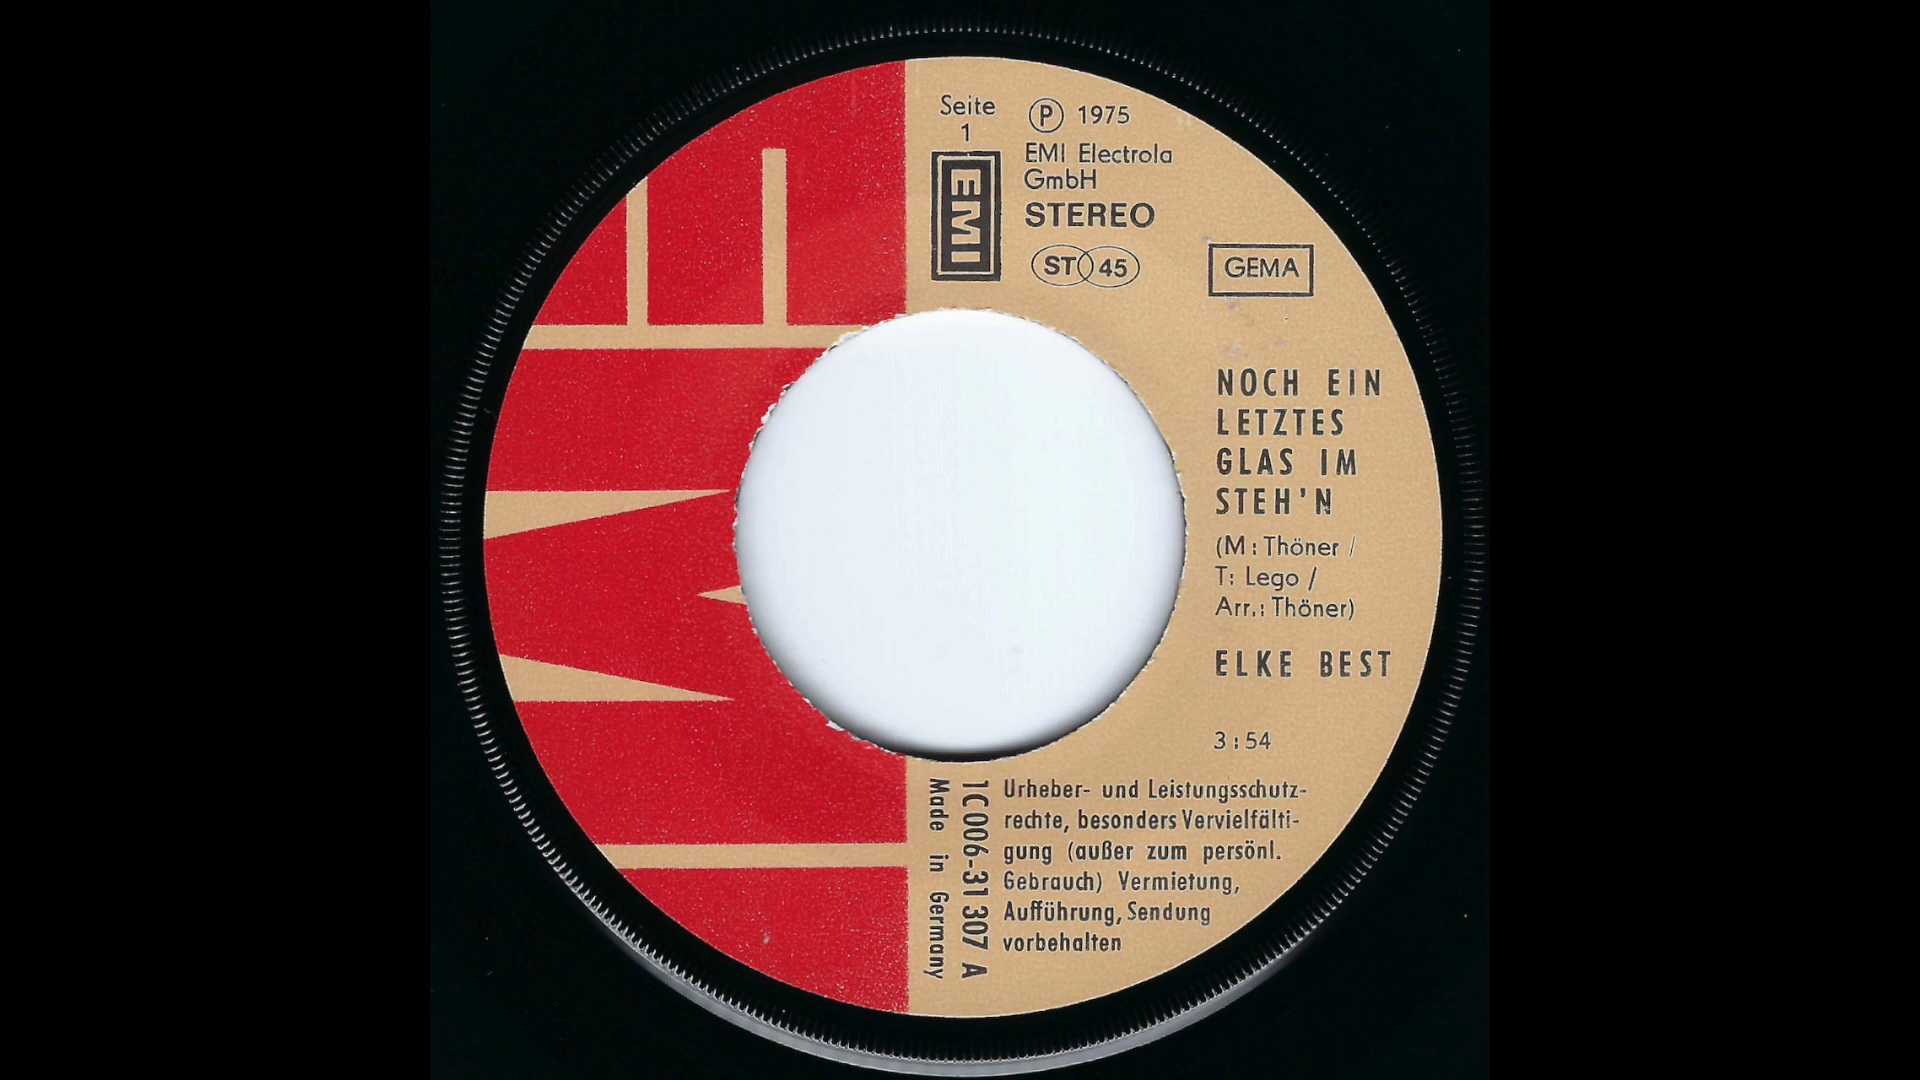 Seite
1
Ⓟ 1975
EMI Electrola
GmbH
STEREO
ST 45
EMI
GEMA
NOCH EIN
LETZTES
GLAS IM
STEH'N
(M: Thöner /
T: Lego /
Arr.: Thöner)
ELKE BEST
3:54
Urheber- und Leistungsschutz-
rechte, besonders Vervielfälti-
gung (außer zum persönl.
Gebrauch) Vermietung,
Aufführung, Sendung
vorbehalten
1C 006-31 307 A
Made in Germany